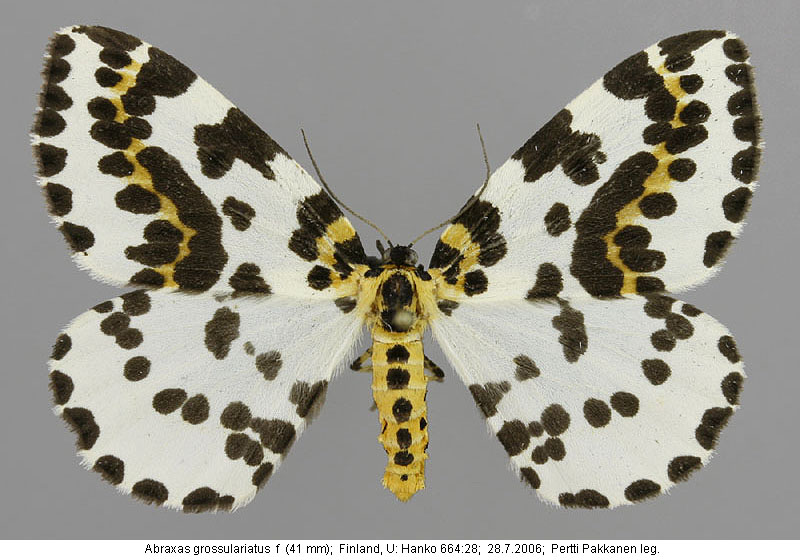 Abraxas grossulariatus f (41 mm); Finland, U: Hanko 664:28; 28.7.2006; Pertti Pakkanen leg.